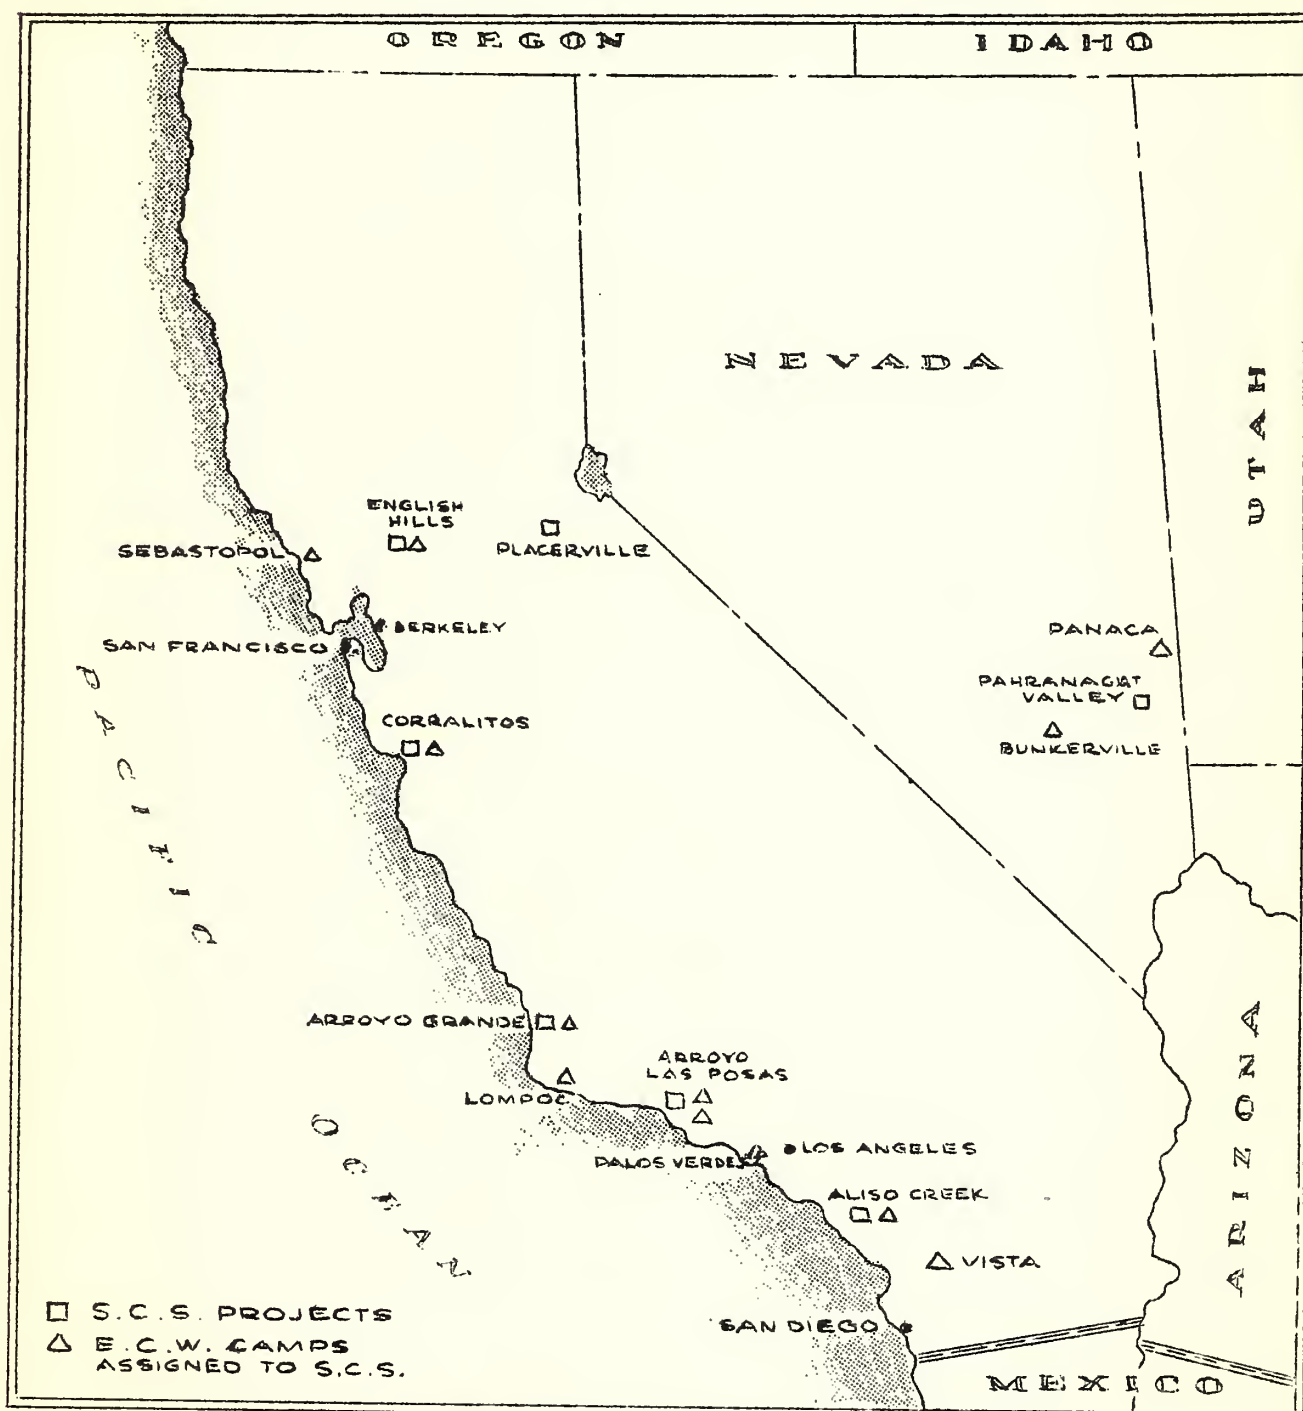 OREGON
IDAHO
NEVADA
UTAH
ENGLISH
HILLS
SEBASTOPOL
PLACERVILLE
BERKELEY
SAN FRANCISCO
PANACA
PAHRANAGAT
VALLEY
BUNKERVILLE
CORRALITOS
PACIFIC
OCEAN
ARROYO GRANDE
ARROYO
LAS POSAS
LOMPOC
LOS ANGELES
PALOS VERDES
ALISO CREEK
VISTA
ARIZONA
SAN DIEGO
MEXICO
S.C.S. PROJECTS
E.C.W. CAMPS
ASSIGNED TO S.C.S.